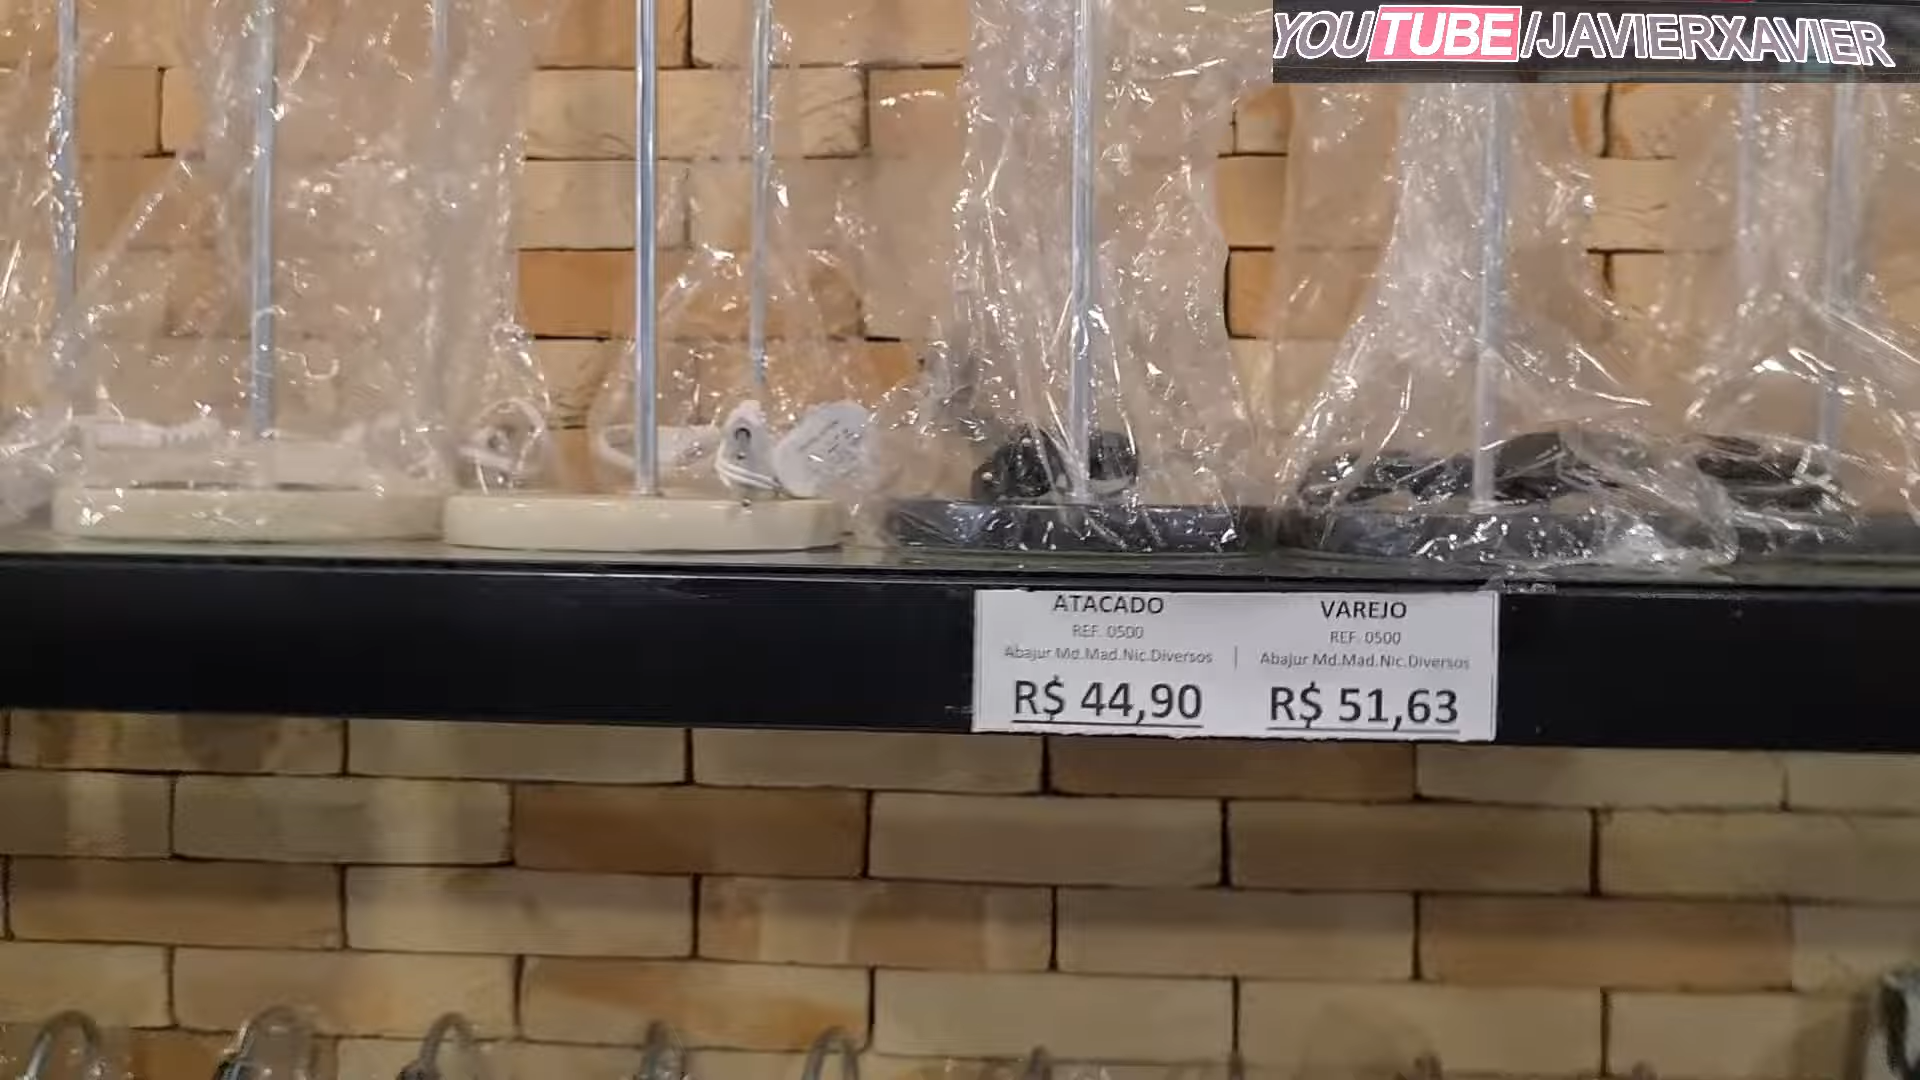 YOUTUBE/JAVIERXAVIER
ATACADO
REF. 0500
Abajur Md.Mad.Nic.Diversos
R$ 44,90
VAREJO
REF. 0500
Abajur Md.Mad.Nic.Diversos
R$ 51,63